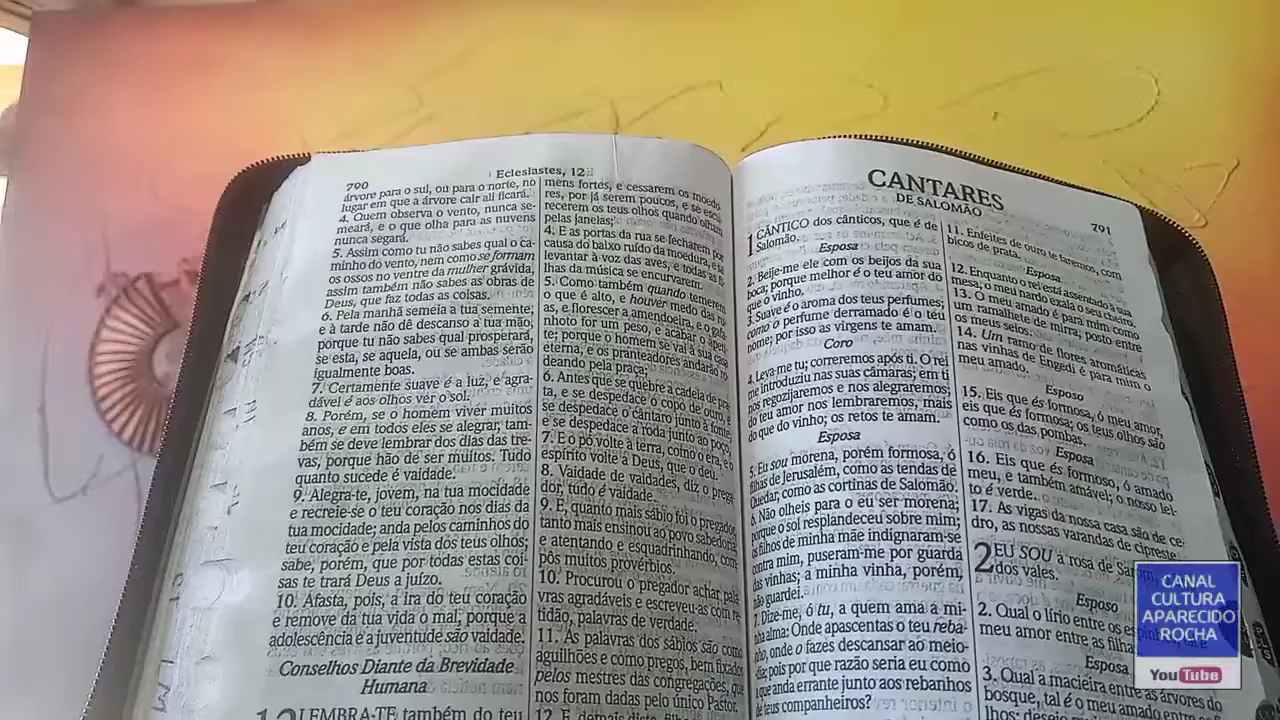 790
Eclesiastes, 12
árvore para o sul, ou para o norte, no
lugar em que a árvore cair ali ficará.
4. Quem observa o vento, nunca se-
meará, e o que olha para as nuvens
nunca segará.
5. Assim como tu não sabes qual o ca-
minho do vento, nem como se formam
os ossos no ventre da mulher grávida,
assim também não sabes as obras de
Deus, que faz todas as coisas.
6. Pela manhã semeia a tua semente;
e à tarde não dê descanso a tua mão,
porque tu não sabes qual prosperará,
se esta, se aquela, ou se ambas serão
igualmente boas.
7. Certamente suave é a luz, e agra-
dável é aos olhos ver o sol.
8. Porém, se o homem viver muitos
anos, e em todos eles se alegrar, tam-
bém se deve lembrar dos dias das tre-
vas, porque hão de ser muitos. Tudo
quanto sucede é vaidade.
9. Alegra-te, jovem, na tua mocidade
e recreie-se o teu coração nos dias da
tua mocidade; anda pelos caminhos do
teu coração e pela vista dos teus olhos;
sabe, porém, que por todas estas coi-
sas te trará Deus a juízo.
10. Afasta, pois, a ira do teu coração
e remove da tua vida o mal, porque a
adolescência e a juventude são vaidade.
Conselhos Diante da Brevidade
Humana
12 LEMBRA-TE também do teu
mens fortes, e cessarem os moedo-
res, por já serem poucos, e se escu-
recerem os teus olhos quando olham
pelas janelas;
4. E as portas da rua se fecharem por
causa do baixo ruído da moedura, e se
levantar à voz das aves, e todas as fi-
lhas da música se encurvarem.
5. Como também quando temerem
o que é alto, e houver medo das ru-
as, e florescer a amendoeira, e o gafa-
nhoto for um peso, e acabar o apeti-
te; porque o homem se vai à sua casa
eterna, e os pranteadores andarão ro-
deando pela praça;
6. Antes que se quebre a cadeia de pra-
ta, e se despedace o copo de ouro, e
se despedace o cântaro junto à fonte,
e se despedace a roda junto ao poço,
7. E o pó volte à terra, como o era, e o
espírito volte a Deus, que o deu.
8. Vaidade de vaidades, diz o prega-
dor, tudo é vaidade.
9. E, quanto mais sábio foi o pregador,
tanto mais ensinou ao povo sabedoria;
e atentando e esquadrinhando, com-
pôs muitos provérbios.
10. Procurou o pregador achar pala-
vras agradáveis e escreveu-as com re-
tidão, palavras de verdade.
11. As palavras dos sábios são como
aguilhões e como pregos, bem fixados
pelos mestres das congregações, que
nos foram dadas pelo único Pastor.
12. E, demais disto, filho
CANTARES
DE SALOMÃO
791
1 CÂNTICO dos cânticos, que é de
Salomão.
Esposa
2. Beije-me ele com os beijos da sua
boca; porque melhor é o teu amor do
que o vinho.
3. Suave é o aroma dos teus perfumes;
como o perfume derramado é o teu
nome; por isso as virgens te amam.
Coro
4. Leva-me tu; correremos após ti. O rei
me introduziu nas suas câmaras; em ti
nos regozijaremos e nos alegraremos;
do teu amor nos lembraremos, mais
do que do vinho; os retos te amam.
Esposa
5. Eu sou morena, porém formosa, ó
filhas de Jerusalém, como as tendas de
Quedar, como as cortinas de Salomão.
6. Não olheis para o eu ser morena;
porque o sol resplandeceu sobre mim;
os filhos de minha mãe indignaram-se
contra mim, puseram-me por guarda
das vinhas; a minha vinha, porém,
não guardei.
7. Dize-me, ó tu, a quem ama a mi-
nha alma: Onde apascentas o teu reba-
nho, onde o fazes descansar ao meio-
dia; pois por que razão seria eu como
a que anda errante junto aos rebanhos
de teus companheiros?
11. Enfeites de ouro te faremos, com
bicos de prata.
Esposa
12. Enquanto o rei está assentado à sua
mesa, o meu nardo exala o seu cheiro.
13. O meu amado é para mim como
um ramalhete de mirra, posto entre
os meus seios.
14. Um ramo de flores aromáticas
nas vinhas de Engedi é para mim o
meu amado.
Esposo
15. Eis que és formosa, ó meu amor,
eis que és formosa; os teus olhos são
como os das pombas.
Esposa
16. Eis que és formoso, ó amado
meu, e também amável; o nosso lei-
to é verde.
17. As vigas da nossa casa são de ce-
dro, as nossas varandas de cipreste.
2 EU SOU a rosa de
dos vales.
Esposo
2. Qual o lírio entre os
meu amor entre as filhas
Esposa
3. Qual a macieira entre as árvores do
bosque, tal é o meu amado entre
CANAL
CULTURA
APARECIDO
ROCHA
YouTube